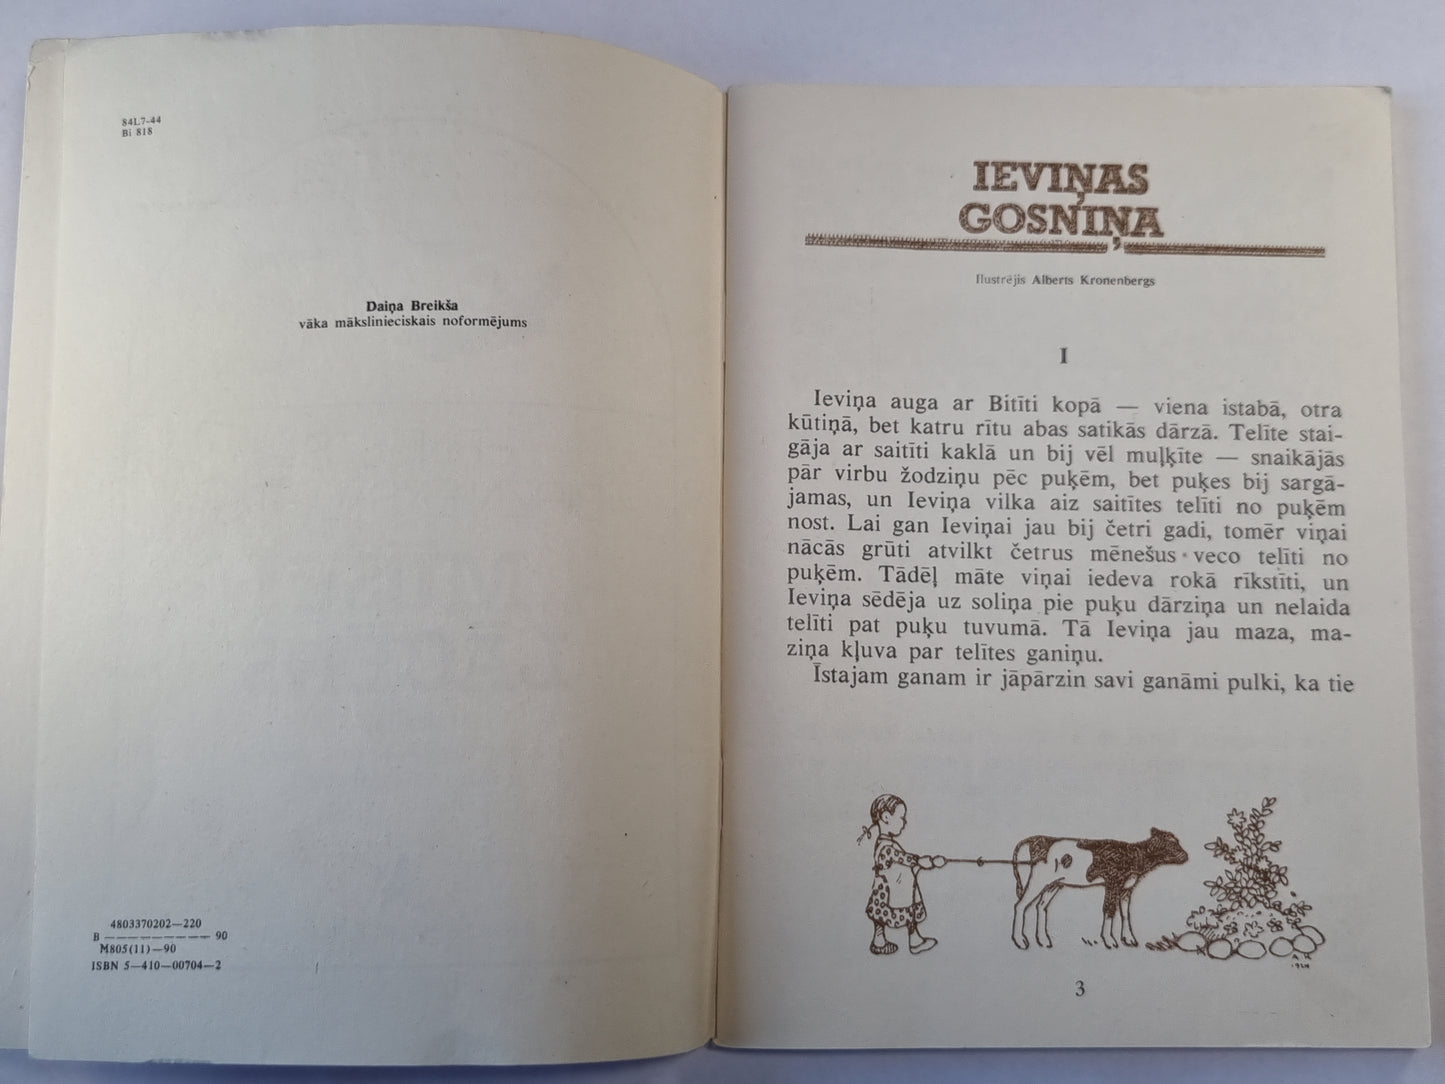 84L7-44
Bi 818
Daiņa Breikša
vāka mākslinieciskais noformējums
4803370202—220
B — — — — — — — — — 90
M805(11)—90
ISBN 5—410—00704—2
IEVIŅAS
GOSNIŅA
Ilustrējis Alberts Kronenbergs
I
Ieviņa auga ar Bitīti kopā — viena istabā, otra
kūtiņā, bet katru rītu abas satikās dārzā. Telīte stai-
gāja ar saitīti kaklā un bij vēl muļķīte — snaikājās
pār virbu žodziņu pēc puķēm, bet puķes bij sargā-
jamas, un Ieviņa vilka aiz saitītes telīti no puķēm
nost. Lai gan Ieviņai jau bij četri gadi, tomēr viņai
nācās grūti atvilkt četrus mēnešus veco telīti no
puķēm. Tādēļ māte viņai iedeva rokā rīkstīti, un
Ieviņa sēdēja uz soliņa pie puķu dārziņa un nelaida
telīti pat puķu tuvumā. Tā Ieviņa jau maza, ma-
ziņa kļuva par telītes ganiņu.
Īstajam ganam ir jāpārzin savi ganāmi pulki, ka tie
3